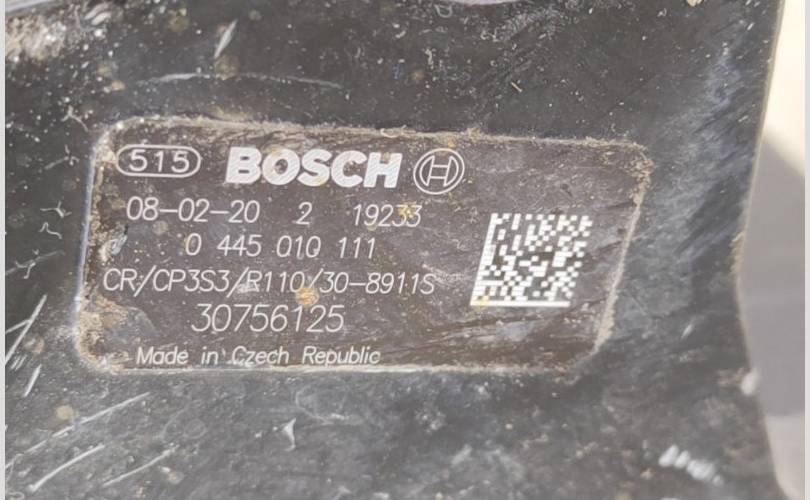 515 BOSCH
08-02-20 2 19233
0 445 010 111
CR/CP3S3/R110/30-8911S
30756125
Made in Czech Republic